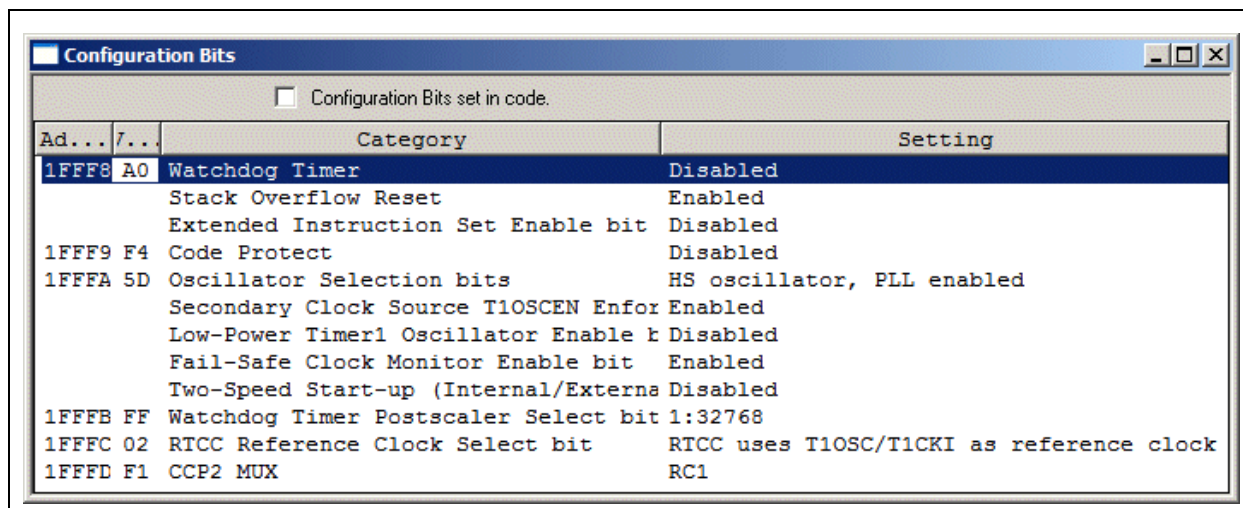 Configuration Bits
Configuration Bits set in code.
Ad... 7... Category Setting
1FFF8 A0 Watchdog Timer Disabled
Stack Overflow Reset Enabled
Extended Instruction Set Enable bit Disabled
1FFF9 F4 Code Protect Disabled
1FFFA 5D Oscillator Selection bits HS oscillator, PLL enabled
Secondary Clock Source T1OSCEN Enfor Enabled
Low-Power Timer1 Oscillator Enable b Disabled
Fail-Safe Clock Monitor Enable bit Enabled
Two-Speed Start-up (Internal/Externa Disabled
1FFFB FF Watchdog Timer Postscaler Select bit 1:32768
1FFFC 02 RTCC Reference Clock Select bit RTCC uses T1OSC/T1CKI as reference clock
1FFFD F1 CCP2 MUX RC1